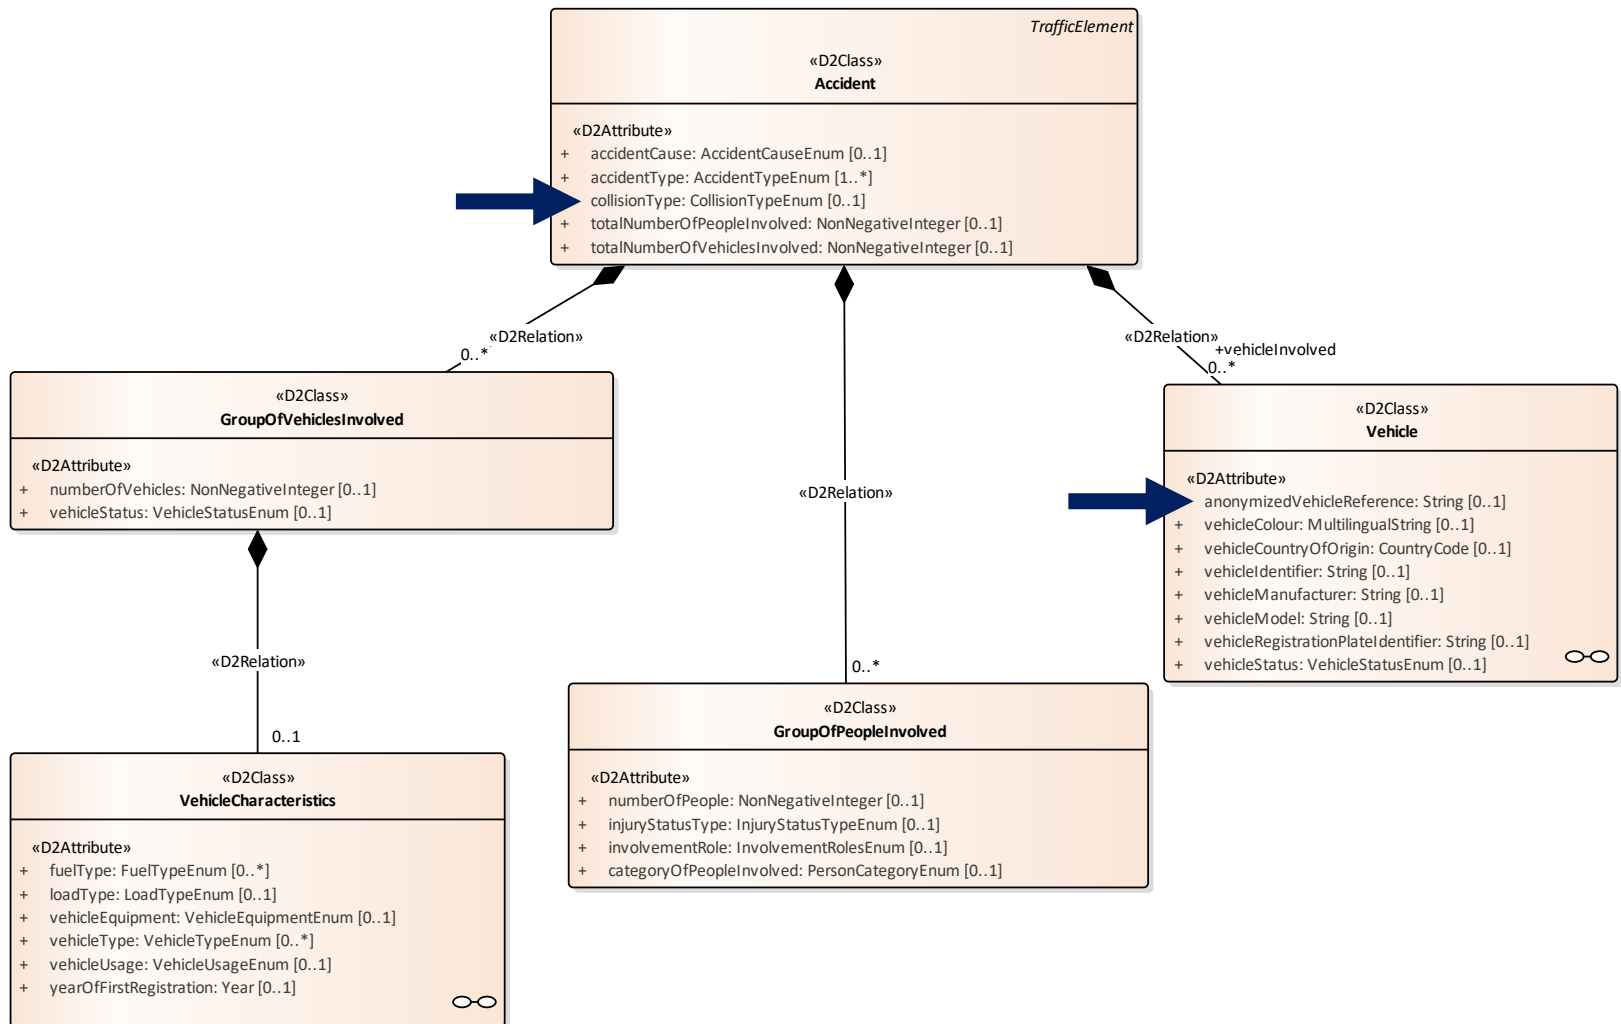 TrafficElement
«D2Class»
Accident
«D2Attribute»
+ accidentCause: AccidentCauseEnum [0..1]
+ accidentType: AccidentTypeEnum [1..*]
collisionType: CollisionTypeEnum [0..1]
+ totalNumberOfPeopleInvolved: NonNegativeInteger [0..1]
+ totalNumberOfVehiclesInvolved: NonNegativeInteger [0..1]
«D2Relation»
0..*
«D2Relation»
+vehicleInvolved
0..*
«D2Class»
GroupOfVehiclesInvolved
«D2Attribute»
+ numberOfVehicles: NonNegativeInteger [0..1]
+ vehicleStatus: VehicleStatusEnum [0..1]
«D2Relation»
0..*
«D2Class»
Vehicle
«D2Attribute»
anonymizedVehicleReference: String [0..1]
+ vehicleColour: MultilingualString [0..1]
+ vehicleCountryOfOrigin: CountryCode [0..1]
+ vehicleIdentifier: String [0..1]
+ vehicleManufacturer: String [0..1]
+ vehicleModel: String [0..1]
+ vehicleRegistrationPlateIdentifier: String [0..1]
+ vehicleStatus: VehicleStatusEnum [0..1]
«D2Relation»
0..1
«D2Class»
GroupOfPeopleInvolved
«D2Attribute»
+ numberOfPeople: NonNegativeInteger [0..1]
+ injuryStatusType: InjuryStatusTypeEnum [0..1]
+ involvementRole: InvolvementRolesEnum [0..1]
+ categoryOfPeopleInvolved: PersonCategoryEnum [0..1]
«D2Class»
VehicleCharacteristics
«D2Attribute»
+ fuelType: FuelTypeEnum [0..*]
+ loadType: LoadTypeEnum [0..1]
+ vehicleEquipment: VehicleEquipmentEnum [0..1]
+ vehicleType: VehicleTypeEnum [0..*]
+ vehicleUsage: VehicleUsageEnum [0..1]
+ yearOfFirstRegistration: Year [0..1]